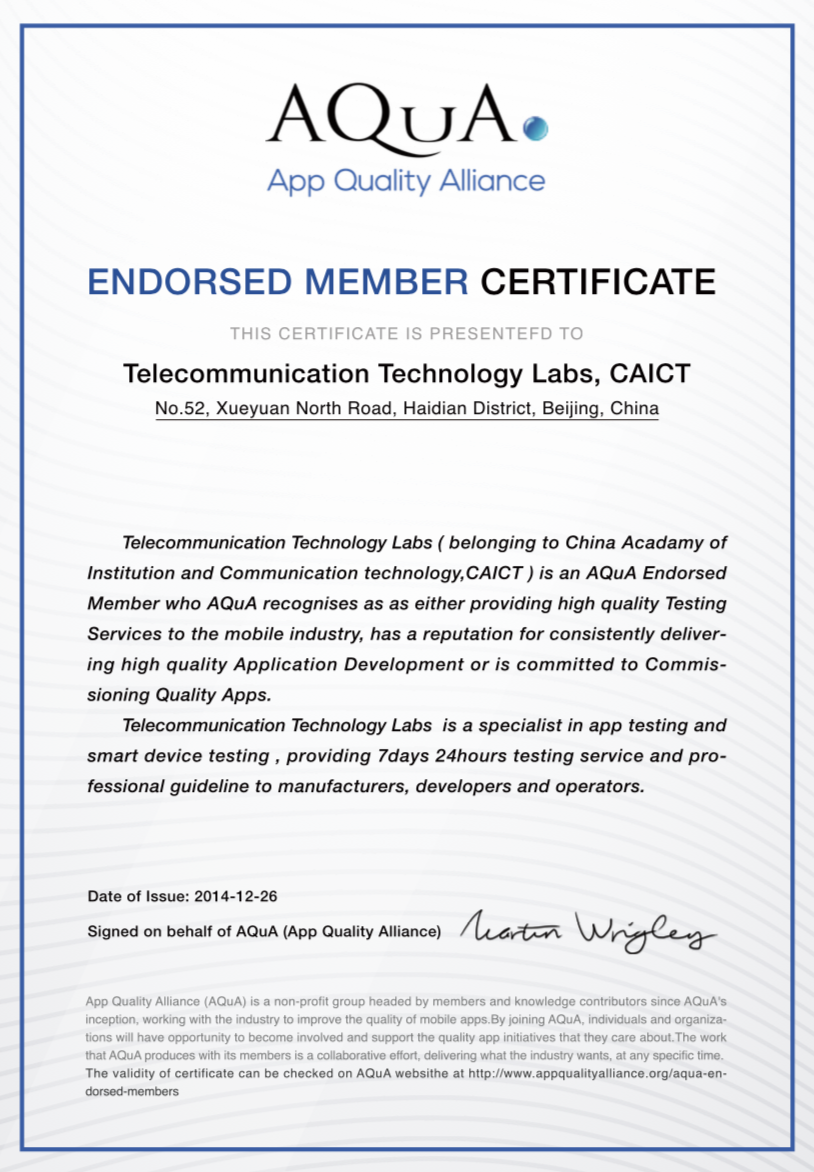 AQuA
App Quality Alliance
ENDORSED MEMBER CERTIFICATE
THIS CERTIFICATE IS PRESENTEFD TO
Telecommunication Technology Labs, CAICT
No.52, Xueyuan North Road, Haidian District, Beijing, China
Telecommunication Technology Labs ( belonging to China Acadamy of
Institution and Communication technology,CAICT ) is an AQuA Endorsed
Member who AQuA recognises as as either providing high quality Testing
Services to the mobile industry, has a reputation for consistently deliver-
ing high quality Application Development or is committed to Commis-
sioning Quality Apps.
Telecommunication Technology Labs is a specialist in app testing and
smart device testing , providing 7days 24hours testing service and pro-
fessional guideline to manufacturers, developers and operators.
Date of Issue: 2014-12-26
Signed on behalf of AQuA (App Quality Alliance) Martin Wrigley
App Quality Alliance (AQuA) is a non-profit group headed by members and knowledge contributors since AQuA's
inception, working with the industry to improve the quality of mobile apps.By joining AQuA, individuals and organiza-
tions will have opportunity to become involved and support the quality app initiatives that they care about.The work
that AQuA produces with its members is a collaborative effort, delivering what the industry wants, at any specific time.
The validity of certificate can be checked on AQuA websithe at http://www.appqualityalliance.org/aqua-en-
dorsed-members